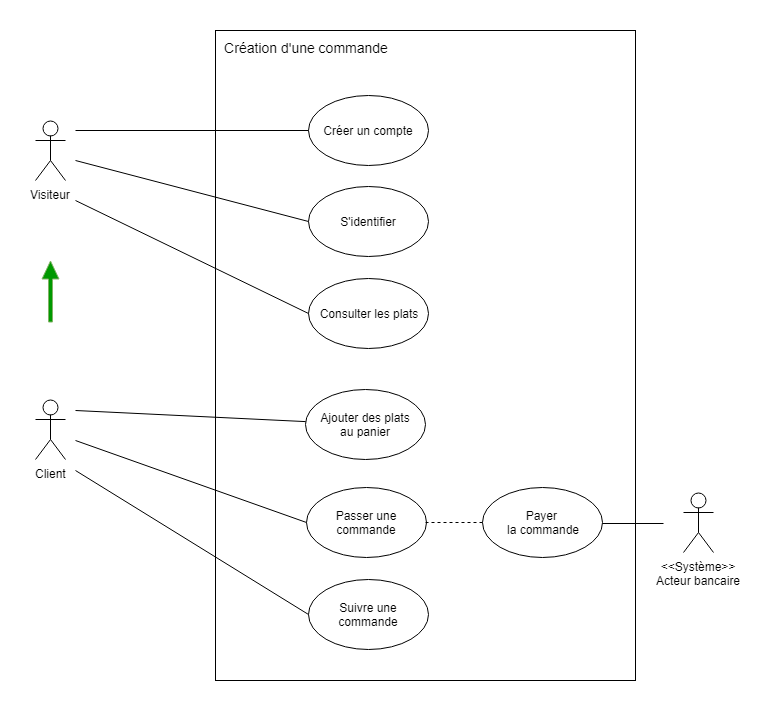 Création d'une commande
Créer un compte
Visiteur
S'identifier
Consulter les plats
Ajouter des plats
au panier
Client
Passer une
commande
Payer
la commande
<<Système>>
Acteur bancaire
Suivre une
commande